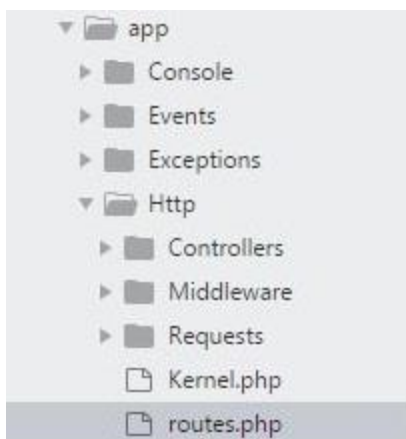 app
Console
Events
Exceptions
Http
Controllers
Middleware
Requests
Kernel.php
routes.php